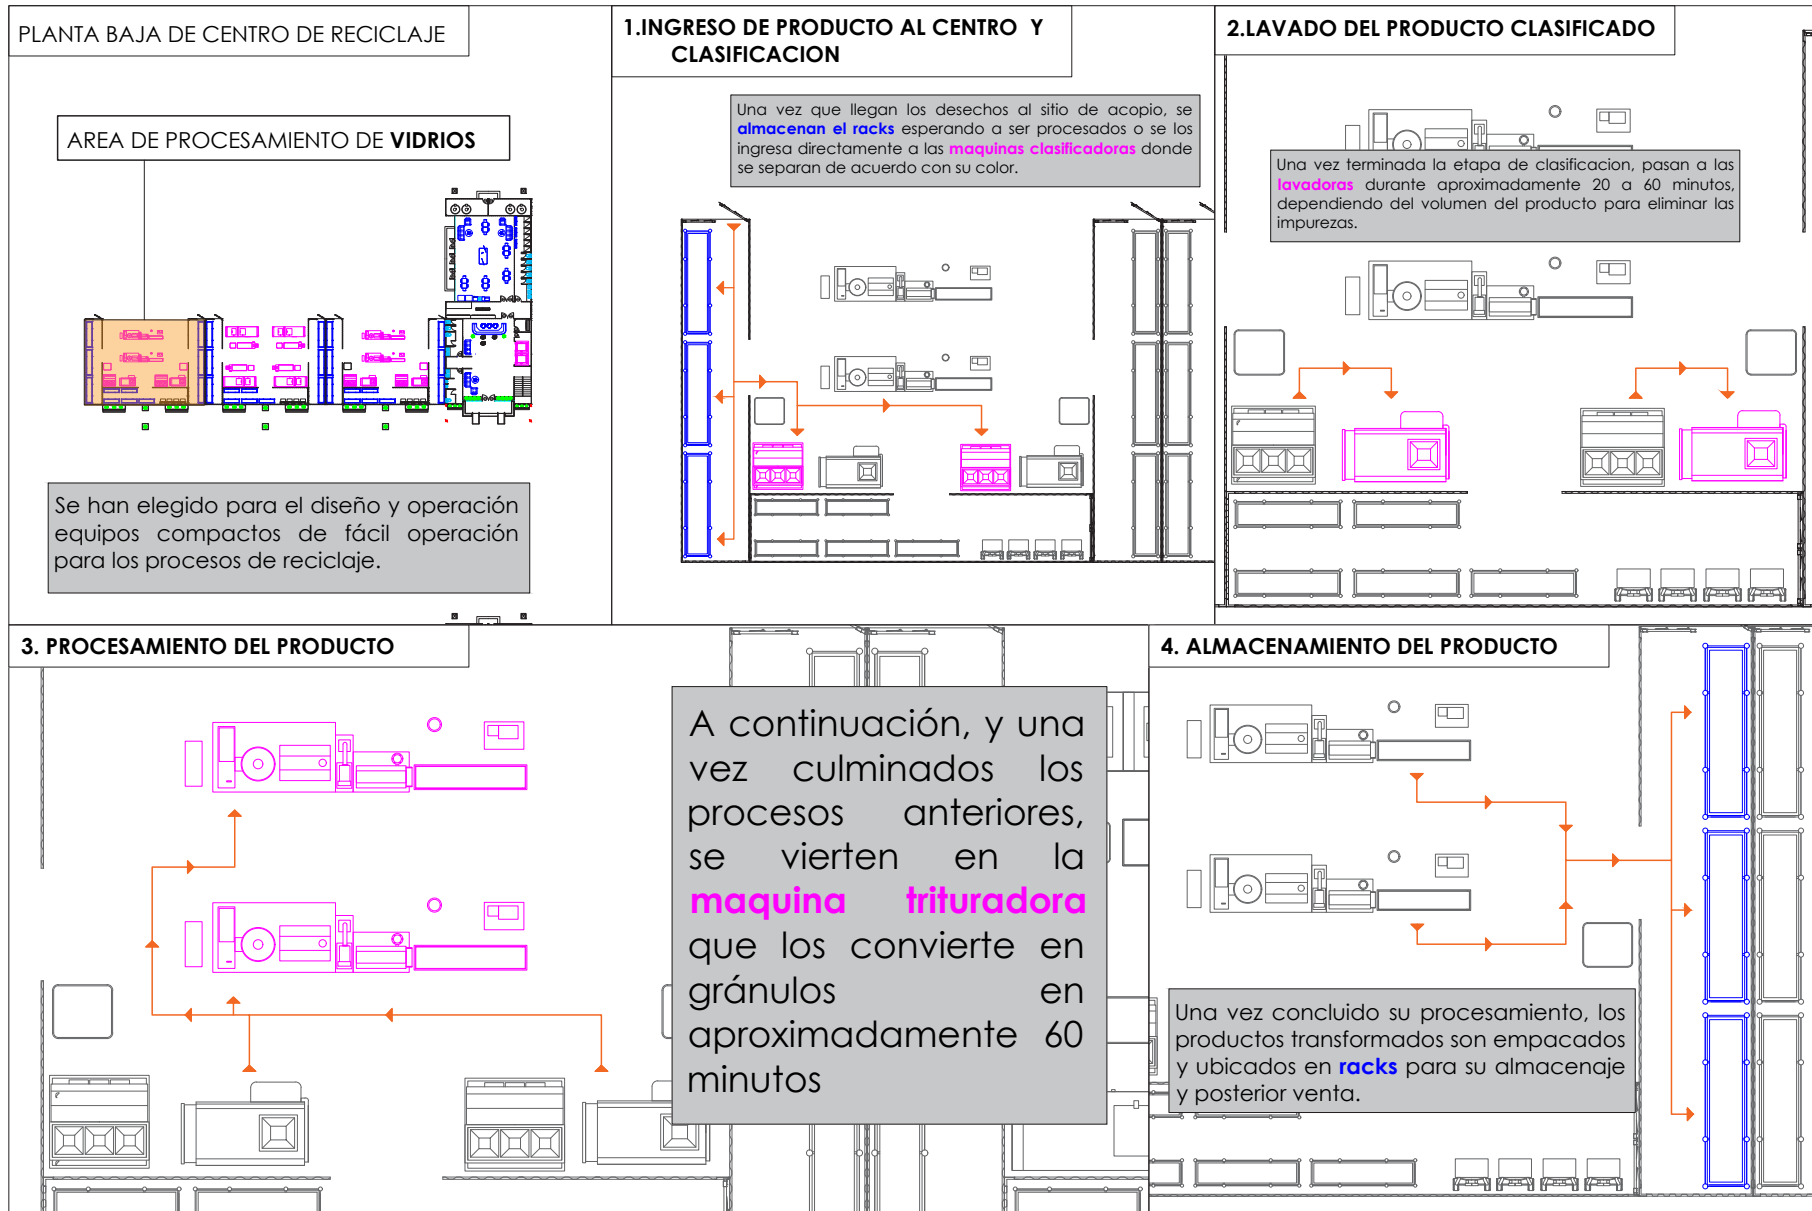 PLANTA BAJA DE CENTRO DE RECICLAJE
AREA DE PROCESAMIENTO DE VIDRIOS
Se han elegido para el diseño y operación
equipos compactos de fácil operación
para los procesos de reciclaje.
1.INGRESO DE PRODUCTO AL CENTRO Y
CLASIFICACION
Una vez que llegan los desechos al sitio de acopio, se
almacenan el racks esperando a ser procesados o se los
ingresa directamente a las maquinas clasificadoras donde
se separan de acuerdo con su color.
2.LAVADO DEL PRODUCTO CLASIFICADO
Una vez terminada la etapa de clasificacion, pasan a las
lavadoras durante aproximadamente 20 a 60 minutos,
dependiendo del volumen del producto para eliminar las
impurezas.
3. PROCESAMIENTO DEL PRODUCTO
A continuación, y una
vez culminados los
procesos anteriores,
se vierten en la
maquina trituradora
que los convierte en
gránulos en
aproximadamente 60
minutos
4. ALMACENAMIENTO DEL PRODUCTO
Una vez concluido su procesamiento, los
productos transformados son empacados
y ubicados en racks para su almacenaje
y posterior venta.